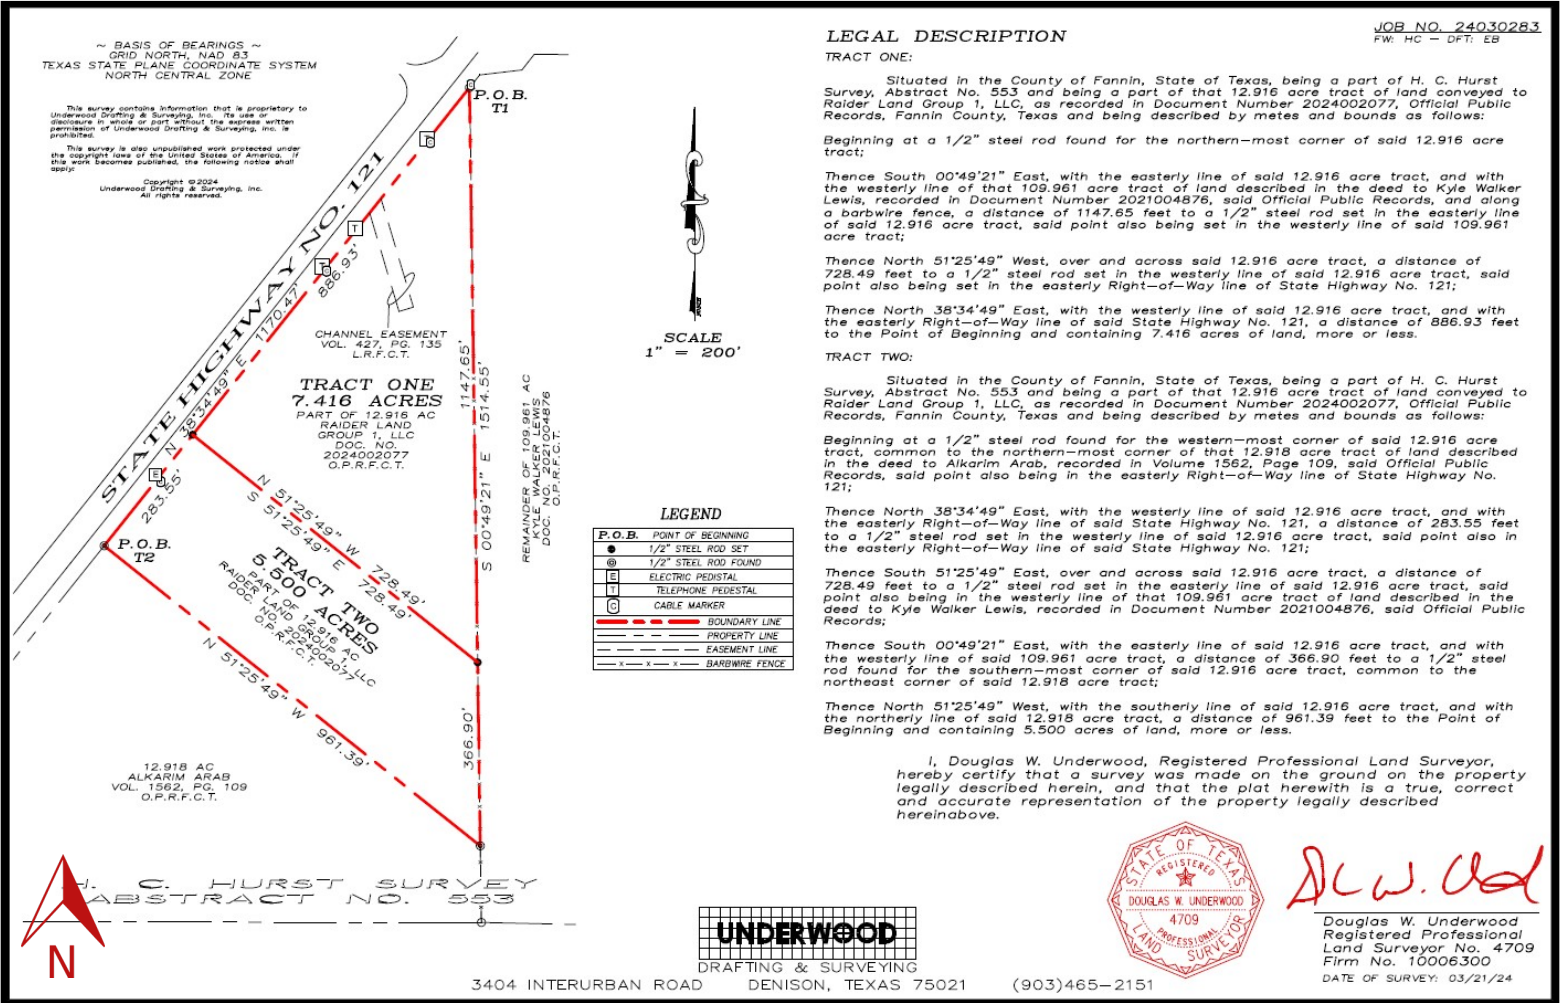 ~ BASIS OF BEARINGS ~
GRID NORTH, NAD 83
TEXAS STATE PLANE COORDINATE SYSTEM
NORTH CENTRAL ZONE
This survey contains information that is proprietary to
Underwood Drafting & Surveying, Inc. Its use or
disclosure in whole or part without the express written
permission of Underwood Drafting & Surveying, Inc. is
prohibited.
This survey is also unpublished work protected under
the copyright laws of the United States of America. If
this work becomes published, the following notice shall
apply:
Copyright ©2024
Underwood Drafting & Surveying, Inc.
All rights reserved.
STATE HIGHWAY NO. 121
P.O.B.
T1
C
T
C
T
T
C
886.93'
N 38°34'49" E 1170.47'
CHANNEL EASEMENT
VOL. 427, PG. 135
L.R.F.C.T.
TRACT ONE
7.416 ACRES
PART OF 12.916 AC
RAIDER LAND
GROUP 1, LLC
DOC. NO.
2024002077
O.P.R.F.C.T.
1147.65'
S 00°49'21" E 1514.55'
REMAINDER OF 109.961 AC
KYLE WALKER LEWIS
DOC. NO. 2021004876
O.P.R.F.C.T.
E
283.55'
P.O.B.
T2
N 51°25'49" W 728.49'
S 51°25'49" E 728.49'
TRACT TWO
5.500 ACRES
PART OF 12.916 AC
RAIDER LAND GROUP 1, LLC
DOC. NO. 2024002077
O.P.R.F.C.T.
N 51°25'49" W 961.39'
366.90'
12.918 AC
ALKARIM ARAB
VOL. 1562, PG. 109
O.P.R.F.C.T.
H. C. HURST SURVEY
ABSTRACT NO. 553
N
SCALE
1" = 200'
LEGEND
P.O.B. POINT OF BEGINNING
1/2" STEEL ROD SET
1/2" STEEL ROD FOUND
E ELECTRIC PEDISTAL
T TELEPHONE PEDESTAL
C CABLE MARKER
BOUNDARY LINE
PROPERTY LINE
EASEMENT LINE
x x x BARBWIRE FENCE
JOB NO. 24030283
FW: HC – DFT: EB
LEGAL DESCRIPTION
TRACT ONE:
Situated in the County of Fannin, State of Texas, being a part of H. C. Hurst
Survey, Abstract No. 553 and being a part of that 12.916 acre tract of land conveyed to
Raider Land Group 1, LLC, as recorded in Document Number 2024002077, Official Public
Records, Fannin County, Texas and being described by metes and bounds as follows:
Beginning at a 1/2" steel rod found for the northern–most corner of said 12.916 acre
tract;
Thence South 00°49'21" East, with the easterly line of said 12.916 acre tract, and with
the westerly line of that 109.961 acre tract of land described in the deed to Kyle Walker
Lewis, recorded in Document Number 2021004876, said Official Public Records, and along
a barbwire fence, a distance of 1147.65 feet to a 1/2" steel rod set in the easterly line
of said 12.916 acre tract, said point also being set in the westerly line of said 109.961
acre tract;
Thence North 51°25'49" West, over and across said 12.916 acre tract, a distance of
728.49 feet to a 1/2" steel rod set in the westerly line of said 12.916 acre tract, said
point also being set in the easterly Right–of–Way line of State Highway No. 121;
Thence North 38°34'49" East, with the westerly line of said 12.916 acre tract, and with
the easterly Right–of–Way line of said State Highway No. 121, a distance of 886.93 feet
to the Point of Beginning and containing 7.416 acres of land, more or less.
TRACT TWO:
Situated in the County of Fannin, State of Texas, being a part of H. C. Hurst
Survey, Abstract No. 553 and being a part of that 12.916 acre tract of land conveyed to
Raider Land Group 1, LLC, as recorded in Document Number 2024002077, Official Public
Records, Fannin County, Texas and being described by metes and bounds as follows:
Beginning at a 1/2" steel rod found for the western–most corner of said 12.916 acre
tract, common to the northern–most corner of that 12.918 acre tract of land described
in the deed to Alkarim Arab, recorded in Volume 1562, Page 109, said Official Public
Records, said point also being in the easterly Right–of–Way line of State Highway No.
121;
Thence North 38°34'49" East, with the westerly line of said 12.916 acre tract, and with
the easterly Right–of–Way line of said State Highway No. 121, a distance of 283.55 feet
to a 1/2" steel rod set in the westerly line of said 12.916 acre tract, said point also in
the easterly Right–of–Way line of said State Highway No. 121;
Thence South 51°25'49" East, over and across said 12.916 acre tract, a distance of
728.49 feet to a 1/2" steel rod set in the easterly line of said 12.916 acre tract, said
point also being in the westerly line of that 109.961 acre tract of land described in the
deed to Kyle Walker Lewis, recorded in Document Number 2021004876, said Official Public
Records;
Thence South 00°49'21" East, with the easterly line of said 12.916 acre tract, and with
the westerly line of said 109.961 acre tract, a distance of 366.90 feet to a 1/2" steel
rod found for the southern–most corner of said 12.916 acre tract, common to the
northeast corner of said 12.918 acre tract;
Thence North 51°25'49" West, with the southerly line of said 12.916 acre tract, and with
the northerly line of said 12.918 acre tract, a distance of 961.39 feet to the Point of
Beginning and containing 5.500 acres of land, more or less.
I, Douglas W. Underwood, Registered Professional Land Surveyor,
hereby certify that a survey was made on the ground on the property
legally described herein, and that the plat herewith is a true, correct
and accurate representation of the property legally described
hereinabove.
STATE OF TEXAS
REGISTERED
DOUGLAS W. UNDERWOOD
4709
PROFESSIONAL
LAND SURVEYOR
Douglas W. Underwood
Registered Professional
Land Surveyor No. 4709
Firm No. 10006300
DATE OF SURVEY: 03/21/24
UNDERWOOD
DRAFTING & SURVEYING
3404 INTERURBAN ROAD DENISON, TEXAS 75021 (903)465–2151